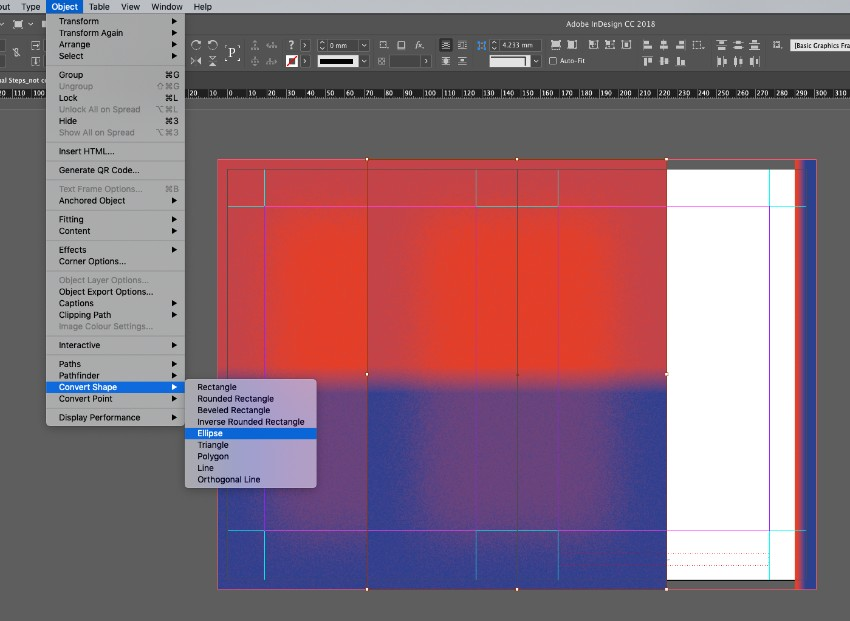 out Type Object Table View Window Help
Adobe InDesign CC 2018
0 mm
4.233 mm
[Basic Graphics Fra
P
fx.
Auto-Fit
nal Steps_not c
20 110 100
20 10 0 10 20 30 40 50 60 70 80 90 100 110 120 130 140 150 160 170 180 190 200 210 220 230 240 250 260 270 280 290 300 310
Transform
Transform Again
Arrange
Select
Group ⌘G
Ungroup ⇧⌘G
Lock ⌘L
Unlock All on Spread ⌥⌘L
Hide ⌘3
Show All on Spread ⌥⌘3
Insert HTML...
Generate QR Code...
Text Frame Options... ⌘B
Anchored Object
Fitting
Content
Effects
Corner Options...
Object Layer Options...
Object Export Options...
Captions
Clipping Path
Image Colour Settings...
Interactive
Paths
Pathfinder
Convert Shape
Convert Point
Display Performance
Rectangle
Rounded Rectangle
Beveled Rectangle
Inverse Rounded Rectangle
Ellipse
Triangle
Polygon
Line
Orthogonal Line